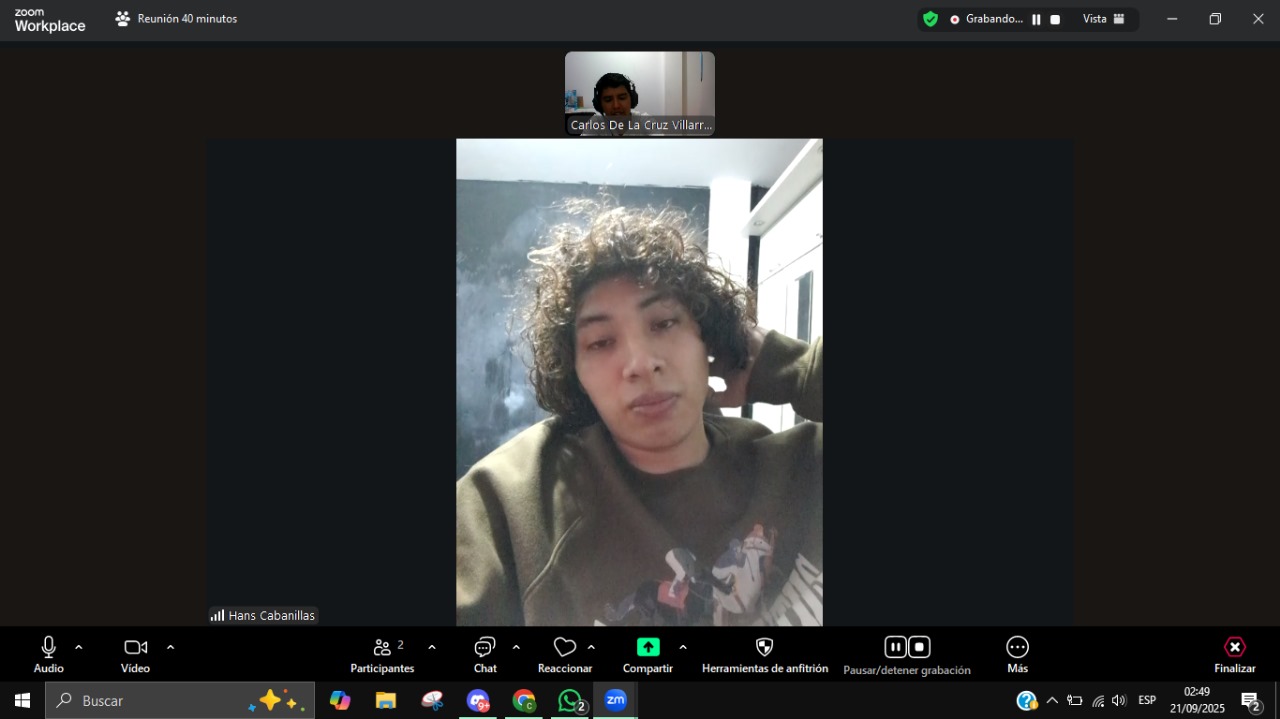 zoom
Workplace
Reunión 40 minutos
Grabando...
Vista
Carlos De La Cruz Villarr...
Hans Cabanillas
Audio
Vídeo
Participantes
2
Chat
Reaccionar
Compartir
Herramientas de anfitrión
Pausar/detener grabación
Más
Finalizar
Buscar
9+
C
2
zm
ESP
02:49
21/09/2025
2